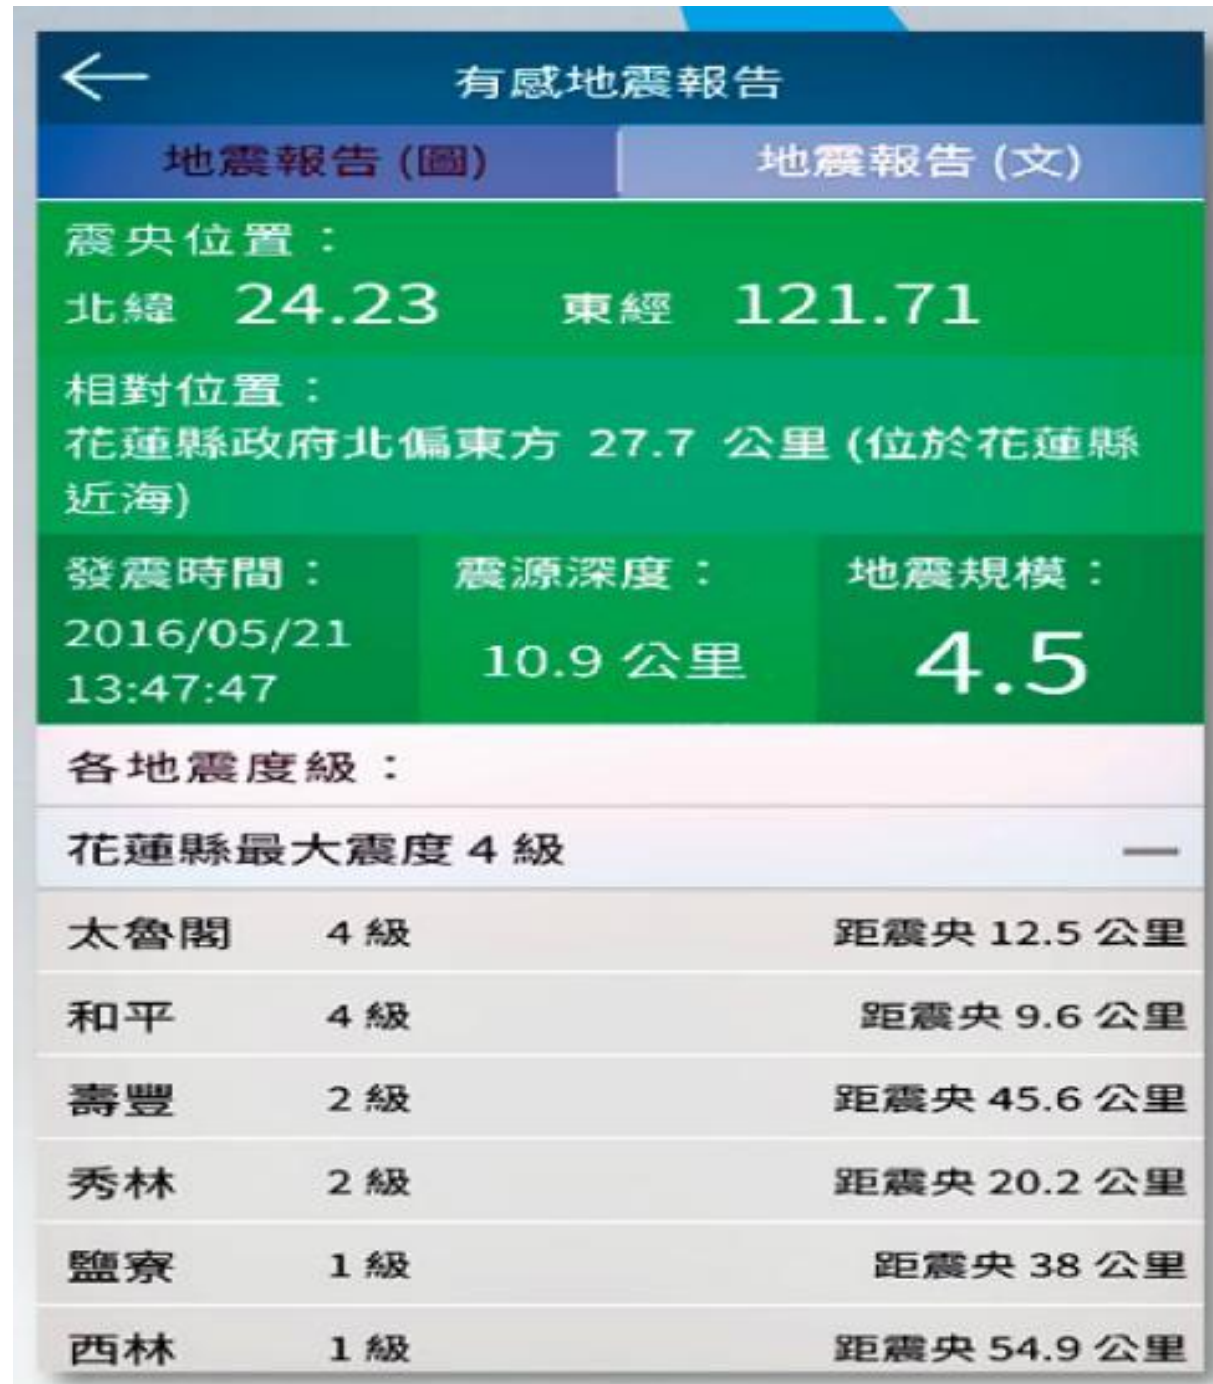 有感地震報告
地震報告 (圖)
地震報告 (文)
震央位置：
北緯 24.23 東經 121.71
相對位置：
花蓮縣政府北偏東方 27.7 公里 (位於花蓮縣
近海)
發震時間：
2016/05/21
13:47:47
震源深度：
10.9 公里
地震規模：
4.5
各地震度級：
花蓮縣最大震度 4 級
太魯閣 4 級 距震央 12.5 公里
和平 4 級 距震央 9.6 公里
壽豐 2 級 距震央 45.6 公里
秀林 2 級 距震央 20.2 公里
鹽寮 1 級 距震央 38 公里
西林 1 級 距震央 54.9 公里